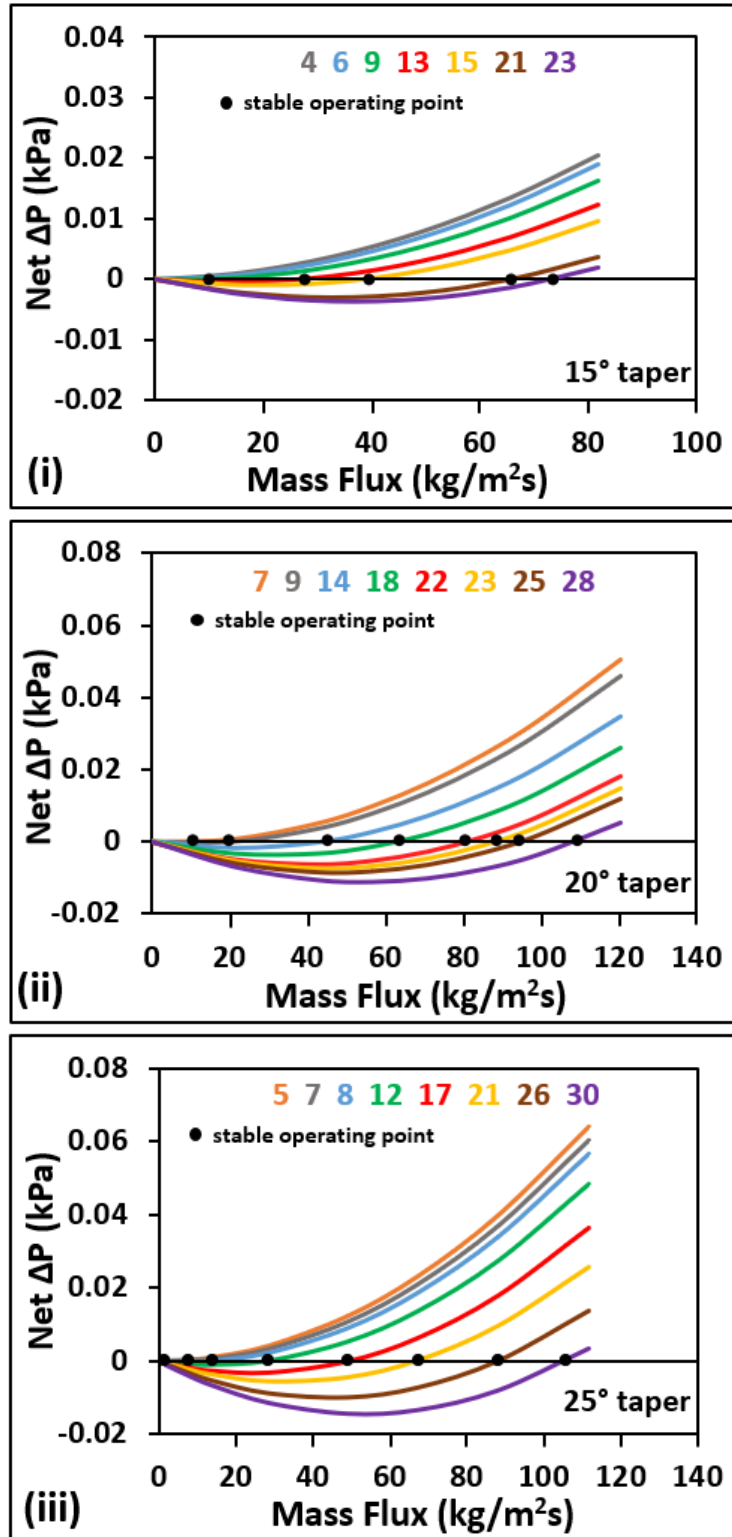 0.04
0.03
0.02
0.01
0
-0.01
-0.02
Net ΔP (kPa)
4 6 9 13 15 21 23
● stable operating point
15° taper
0 20 40 60 80 100
Mass Flux (kg/m²s)
(i)
0.08
0.06
0.04
0.02
0
-0.02
Net ΔP (kPa)
7 9 14 18 22 23 25 28
● stable operating point
20° taper
0 20 40 60 80 100 120 140
Mass Flux (kg/m²s)
(ii)
0.08
0.06
0.04
0.02
0
-0.02
Net ΔP (kPa)
5 7 8 12 17 21 26 30
● stable operating point
25° taper
0 20 40 60 80 100 120 140
Mass Flux (kg/m²s)
(iii)